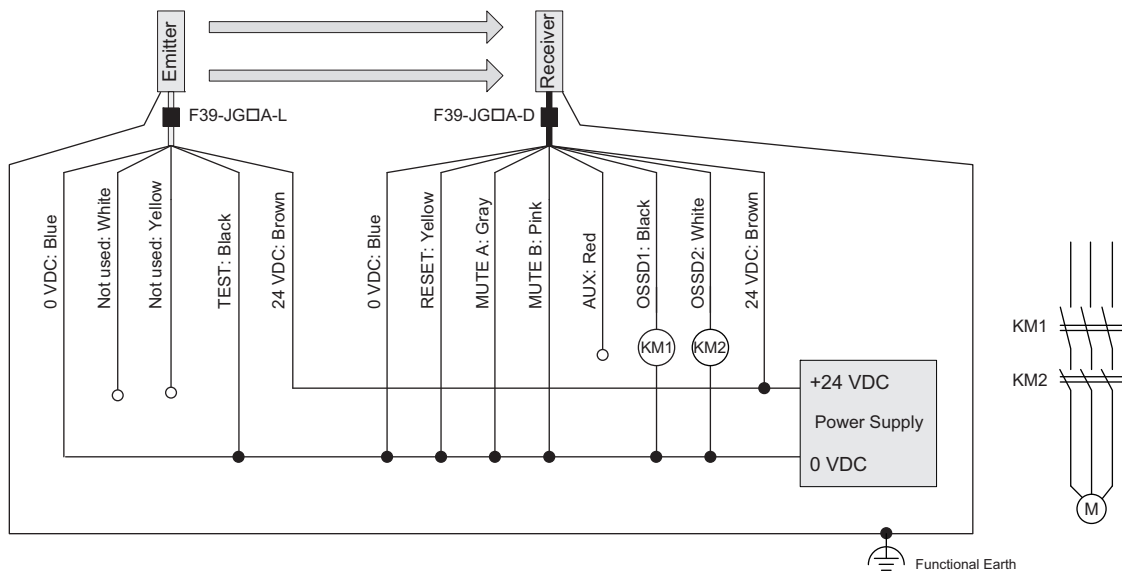 Emitter
Receiver
F39-JG□A-L
F39-JG□A-D
0 VDC: Blue
Not used: White
Not used: Yellow
TEST: Black
24 VDC: Brown
0 VDC: Blue
RESET: Yellow
MUTE A: Gray
MUTE B: Pink
AUX: Red
OSSD1: Black
OSSD2: White
24 VDC: Brown
KM1
KM2
+24 VDC
Power Supply
0 VDC
KM1
KM2
M
Functional Earth